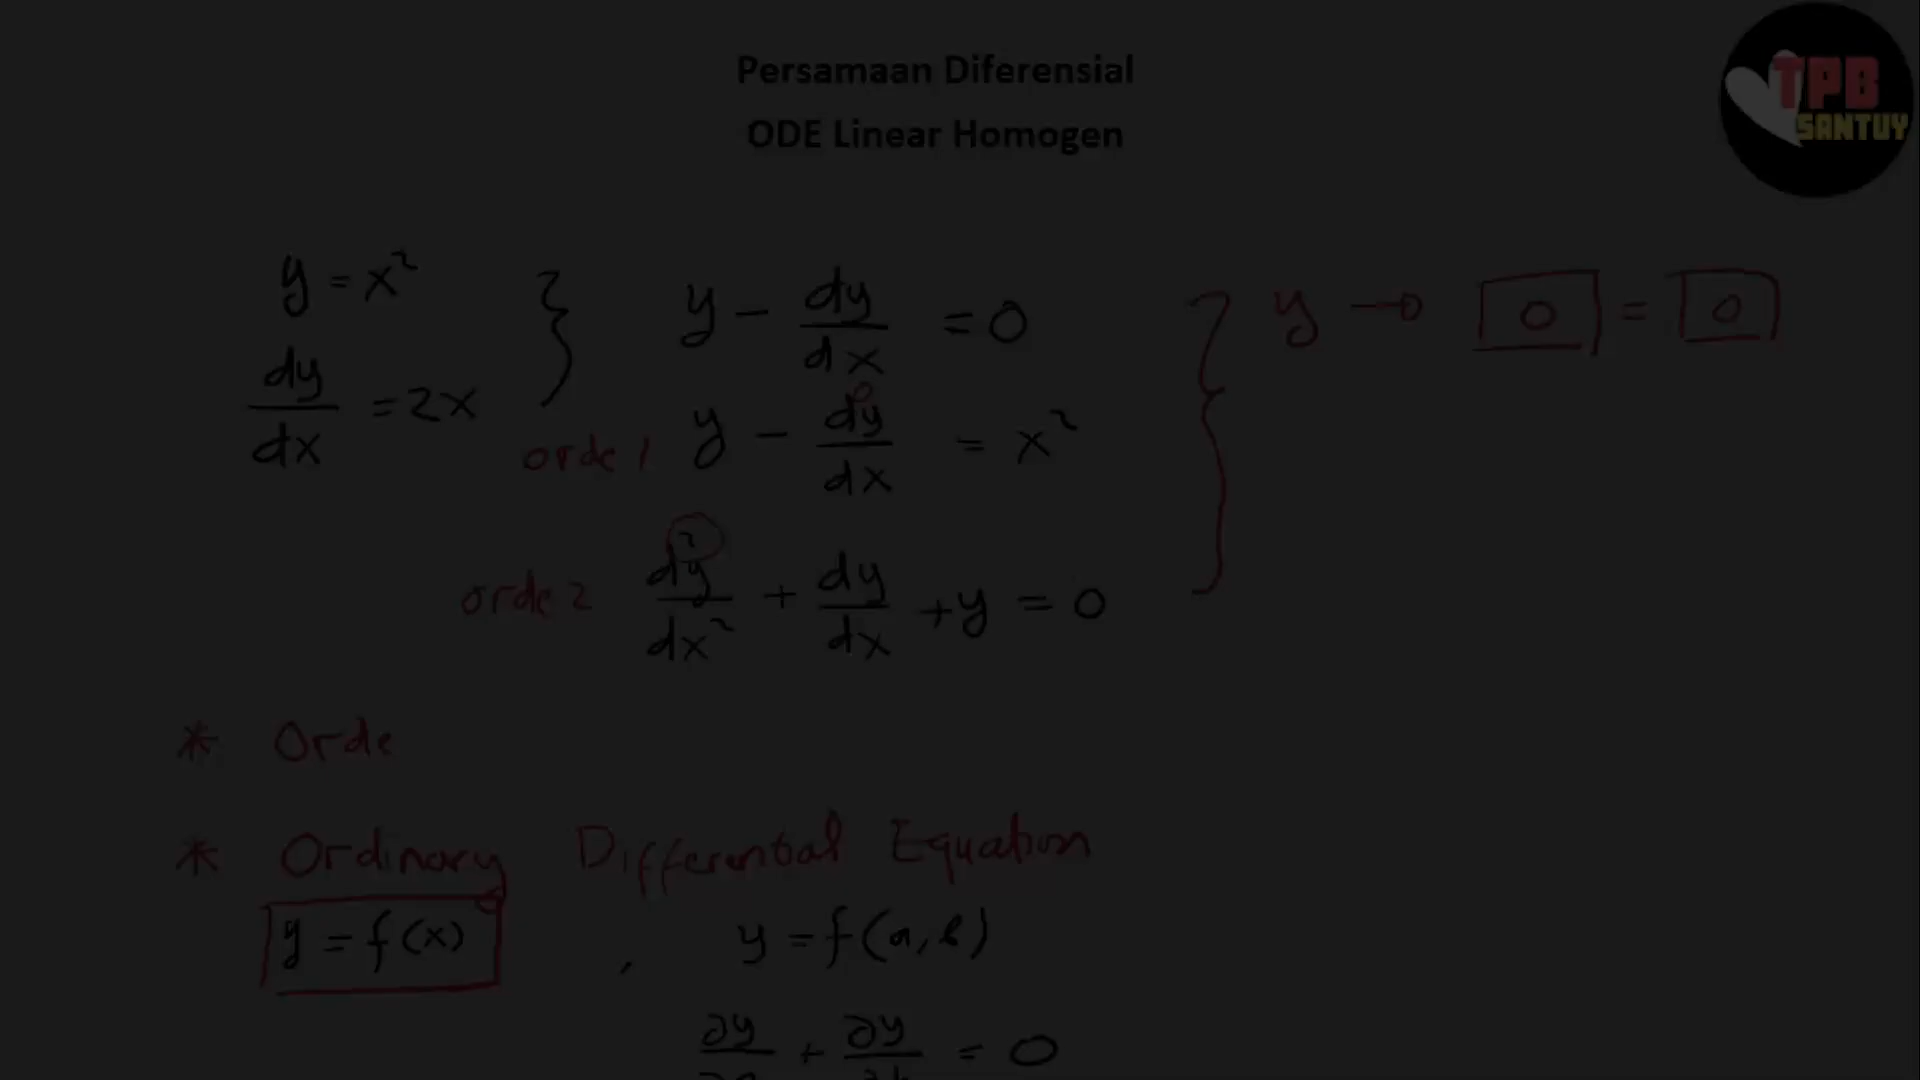 Persamaan Diferensial
ODE Linear Homogen
TPB
SANTUY
y = x²
dy/dx = 2x
y - dy/dx = 0
y → 0 = 0
orde 1 y - dy/dx = x²
orde 2 d²y/dx² + dy/dx + y = 0
* Orde
* Ordinary Differential Equation
y = f(x) , y = f(a,b)
∂y + ∂y = 0